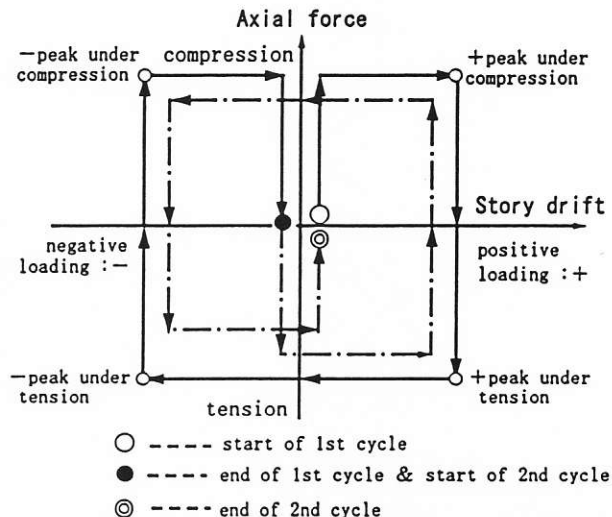 Axial force
－peak under
compression
compression
＋peak under
compression
Story drift
negative
loading :－
positive
loading :＋
－peak under
tension
tension
＋peak under
tension
○ ----- start of 1st cycle
● ---- end of 1st cycle & start of 2nd cycle
◎ ---- end of 2nd cycle